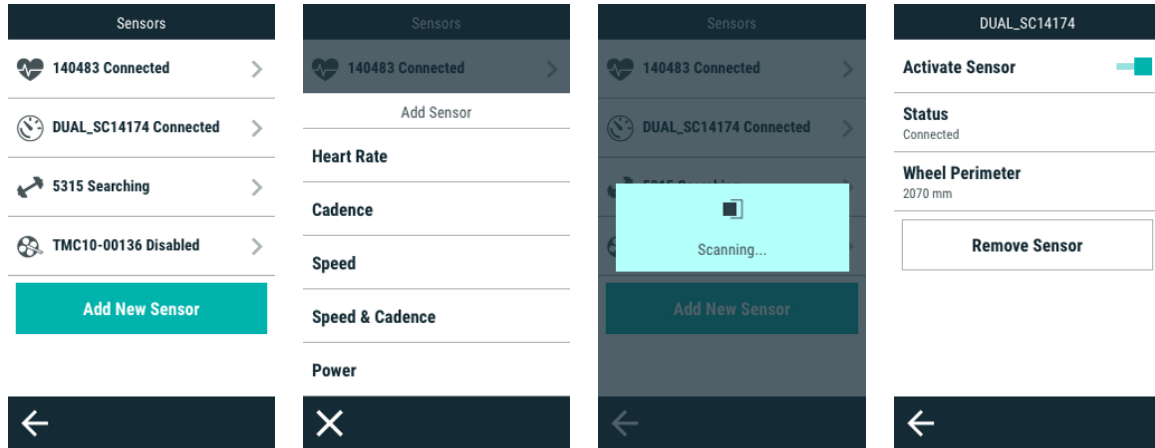 Sensors
140483 Connected
DUAL_SC14174 Connected
5315 Searching
TMC10-00136 Disabled
Add New Sensor
Sensors
140483 Connected
Add Sensor
Heart Rate
Cadence
Speed
Speed & Cadence
Power
Sensors
140483 Connected
DUAL_SC14174 Connected
Scanning...
Add New Sensor
DUAL_SC14174
Activate Sensor
Status
Connected
Wheel Perimeter
2070 mm
Remove Sensor